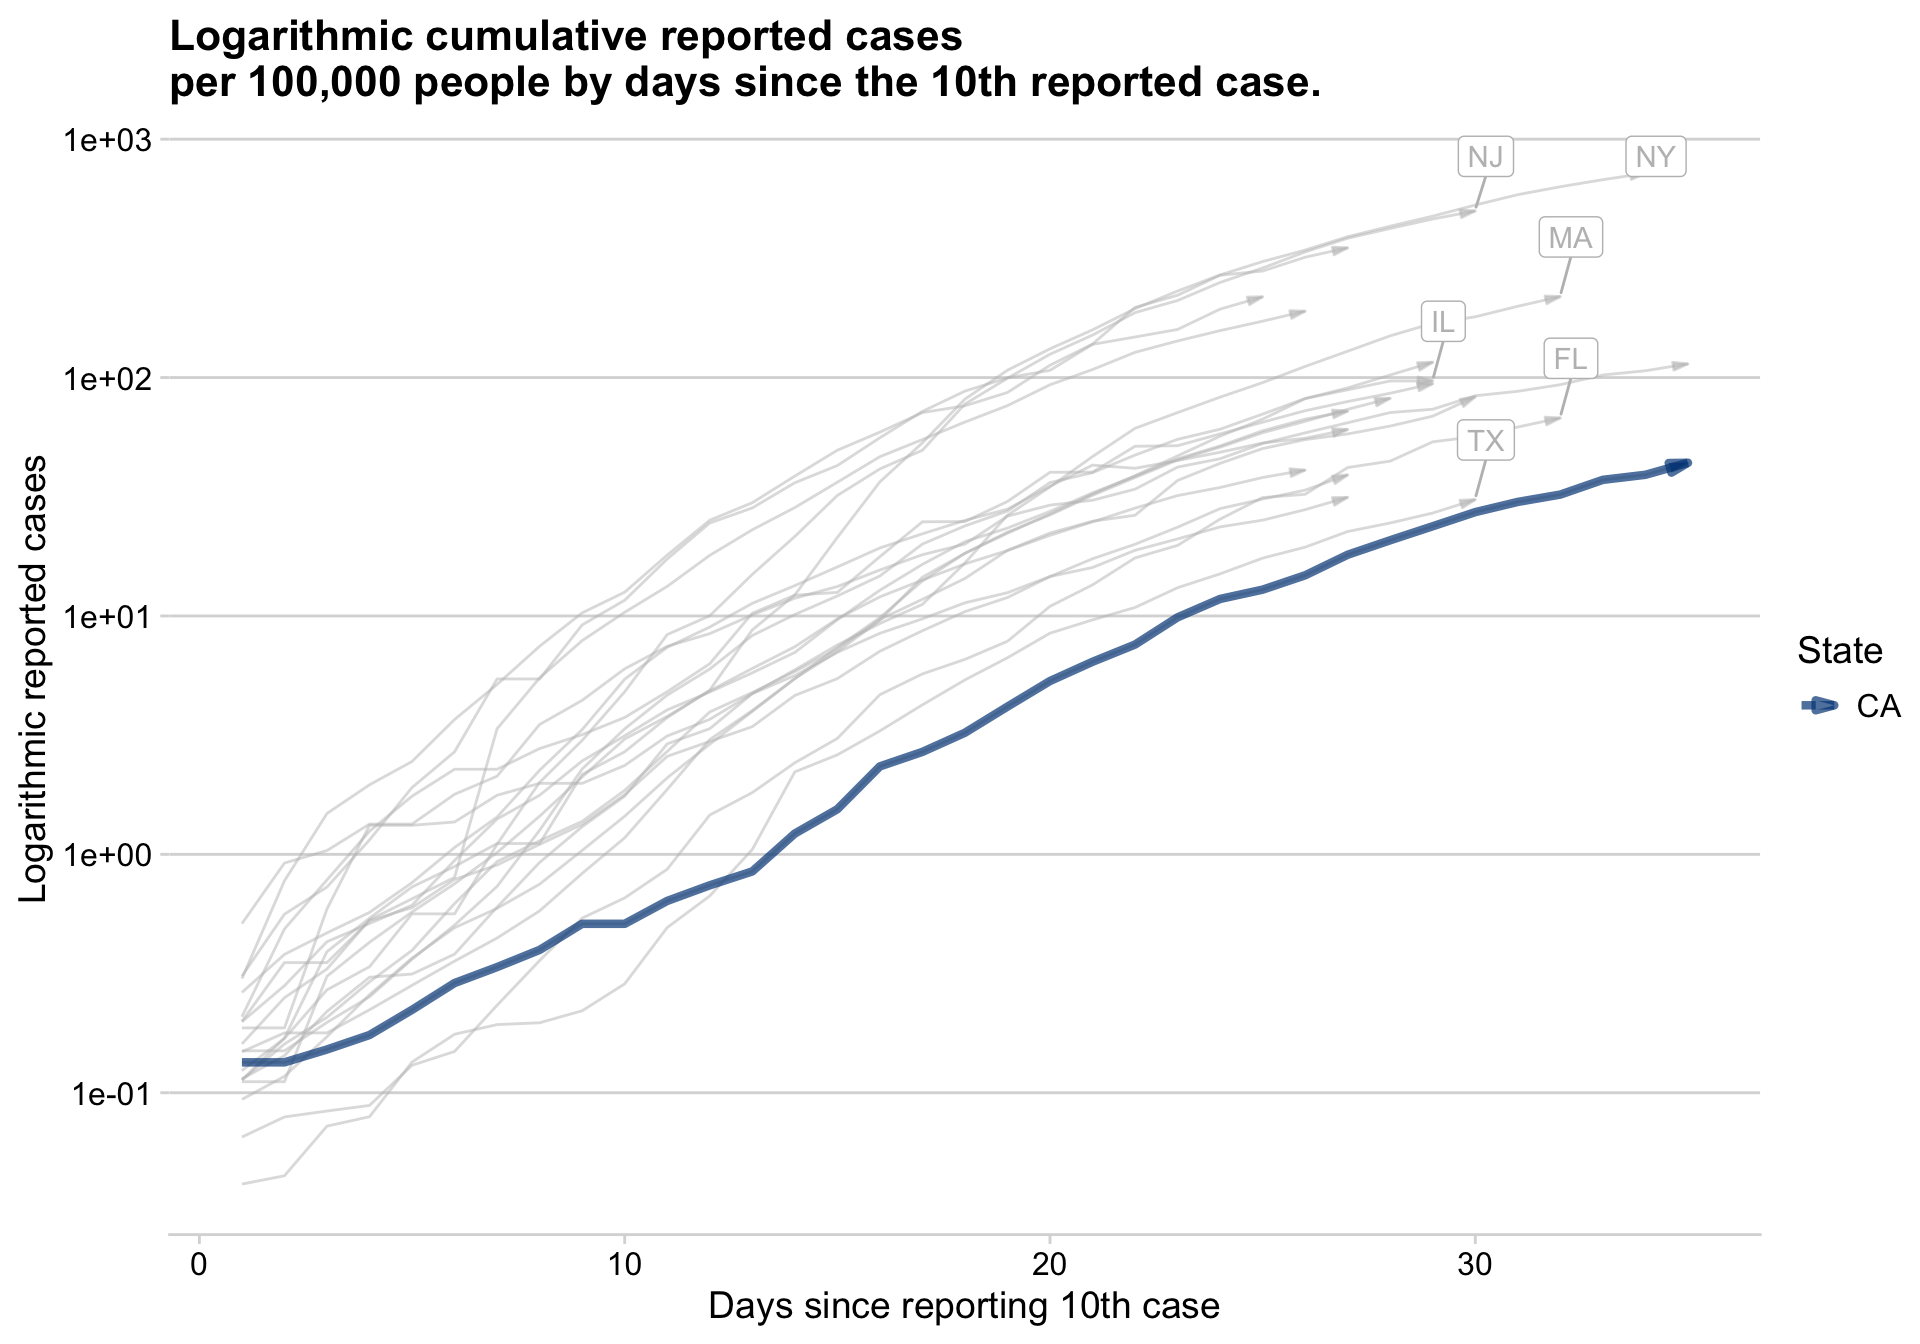 Logarithmic cumulative reported cases
per 100,000 people by days since the 10th reported case.
1e+03
1e+02
1e+01
1e+00
1e-01
Logarithmic reported cases
NJ
NY
MA
IL
FL
TX
State
CA
0
10
20
30
Days since reporting 10th case